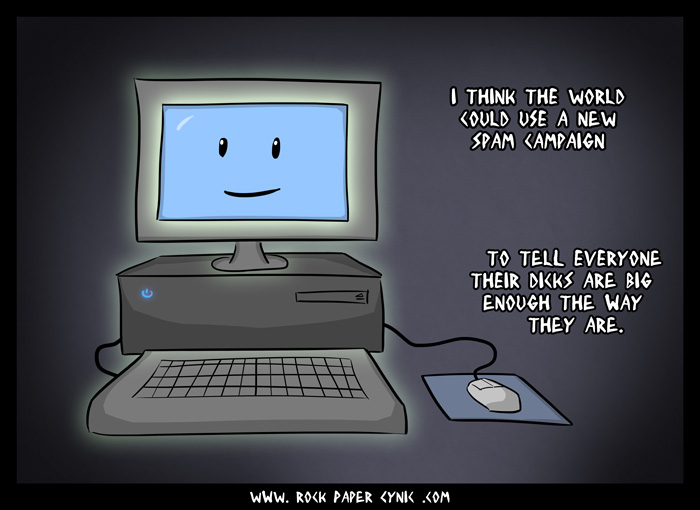 I THINK THE WORLD
COULD USE A NEW
SPAM CAMPAIGN
TO TELL EVERYONE
THEIR DICKS ARE BIG
ENOUGH THE WAY
THEY ARE.
WWW. ROCK PAPER CYNIC .COM